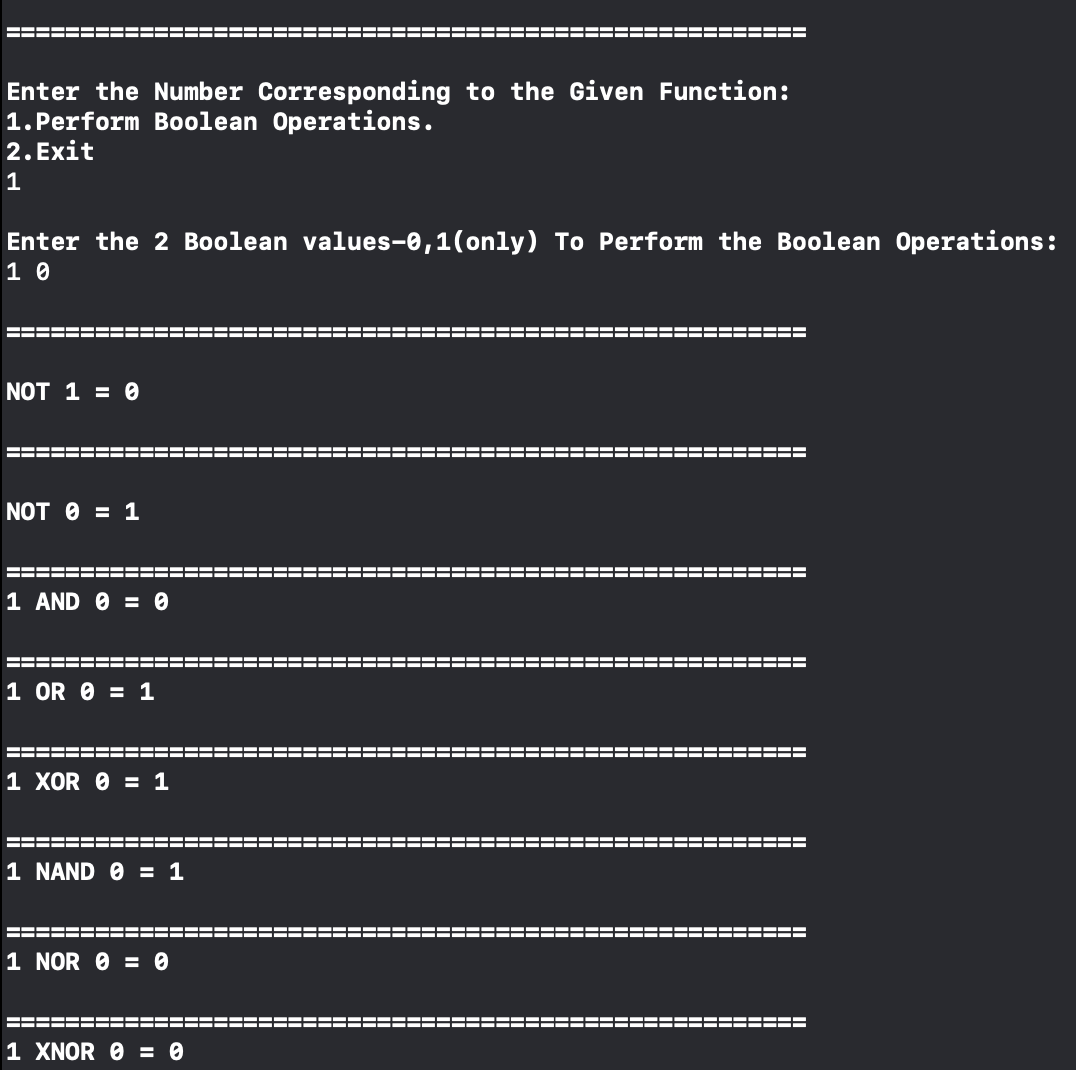 ======================================================
Enter the Number Corresponding to the Given Function:
1.Perform Boolean Operations.
2.Exit
1
Enter the 2 Boolean values-0,1(only) To Perform the Boolean Operations:
1 0
======================================================
NOT 1 = 0
======================================================
NOT 0 = 1
======================================================
1 AND 0 = 0
======================================================
1 OR 0 = 1
======================================================
1 XOR 0 = 1
======================================================
1 NAND 0 = 1
======================================================
1 NOR 0 = 0
======================================================
1 XNOR 0 = 0